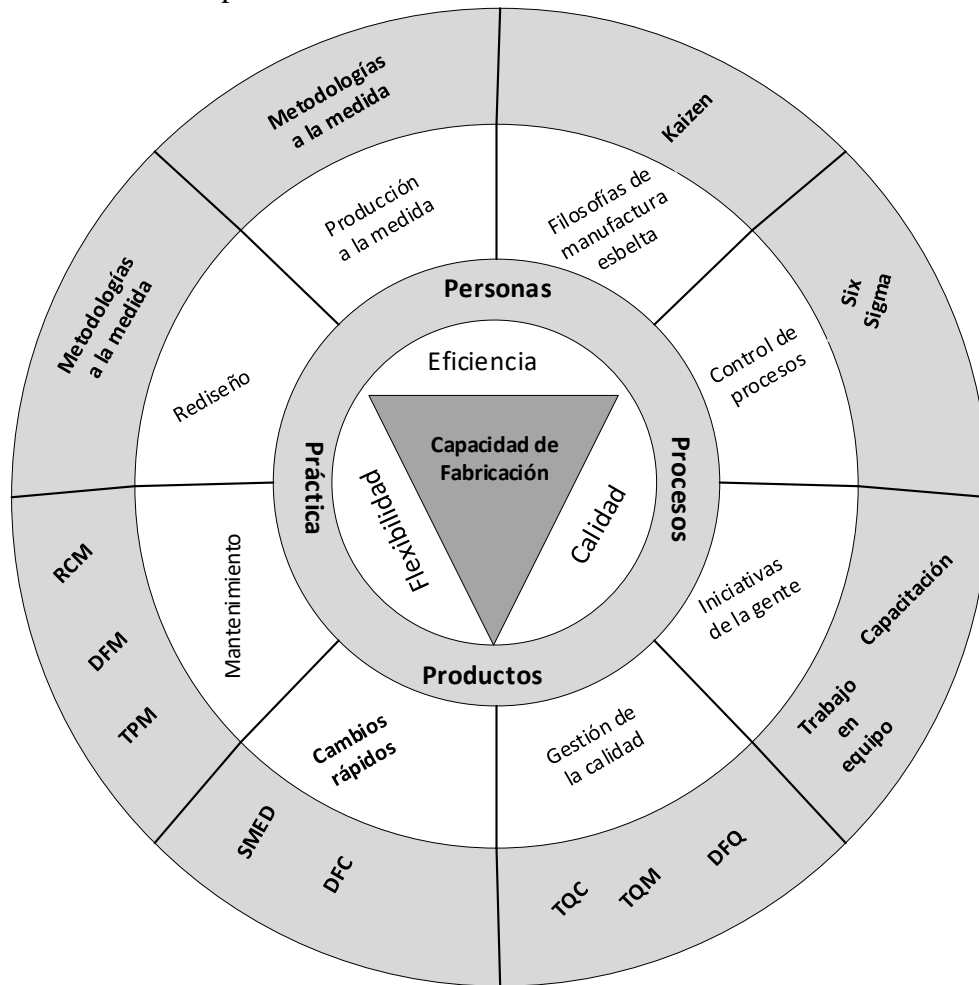 Metodologías
a la medida
Kaizen
Producción
a la medida
Filosofías de
manufactura
esbelta
Metodologías
a la medida
Six
Sigma
Personas
Rediseño
Control de
procesos
Eficiencia
Práctica
Capacidad de
Fabricación
Procesos
Flexibilidad
Calidad
RCM
DFM
TPM
Mantenimiento
Iniciativas
de la gente
Capacitación
Trabajo
en
equipo
Productos
Cambios
rápidos
Gestión de
la calidad
SMED
DFC
TQC
TQM
DFQ